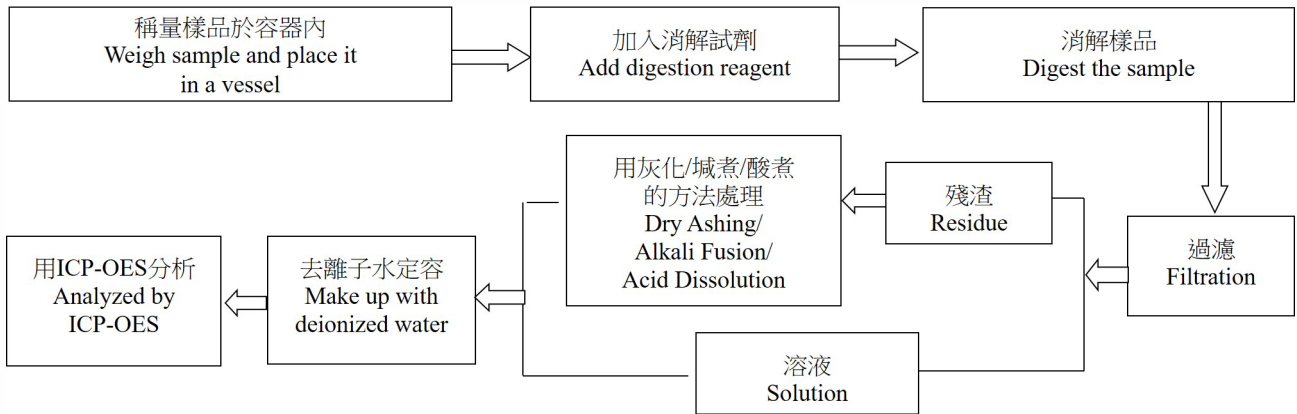 稱量樣品於容器內
Weigh sample and place it
in a vessel
加入消解試劑
Add digestion reagent
消解樣品
Digest the sample
過濾
Filtration
殘渣
Residue
用灰化/堿煮/酸煮
的方法處理
Dry Ashing/
Alkali Fusion/
Acid Dissolution
溶液
Solution
去離子水定容
Make up with
deionized water
用ICP-OES分析
Analyzed by
ICP-OES